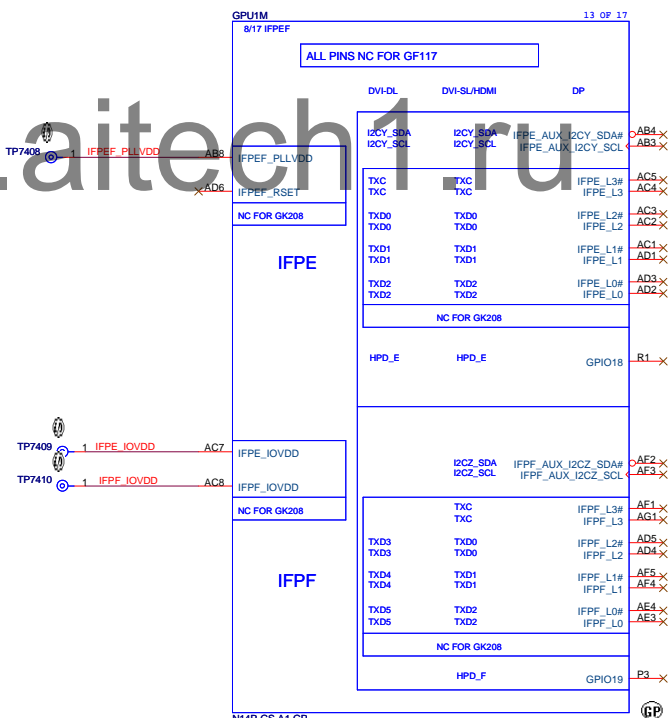 GPU1M 13 OF 17
8/17 IFPEF
ALL PINS NC FOR GF117
DVI-DL DVI-SL/HDMI DP
I2CY_SDA I2CY_SDA IFPE_AUX_I2CY_SDA# AB4
I2CY_SCL I2CY_SCL IFPE_AUX_I2CY_SCL AB3
.aitech1.ru
TP7408 1 IFPEF_PLLVDD AB8 IFPEF_PLLVDD
AD6 IFPEF_RSET
NC FOR GK208
TXC TXC IFPE_L3# AC5
TXC TXC IFPE_L3 AC4
TXD0 TXD0 IFPE_L2# AC3
TXD0 TXD0 IFPE_L2 AC2
TXD1 TXD1 IFPE_L1# AC1
TXD1 TXD1 IFPE_L1 AD1
IFPE
TXD2 TXD2 IFPE_L0# AD3
TXD2 TXD2 IFPE_L0 AD2
NC FOR GK208
HPD_E HPD_E GPIO18 R1
TP7409 1 IFPE_IOVDD AC7 IFPE_IOVDD
TP7410 1 IFPF_IOVDD AC8 IFPF_IOVDD
NC FOR GK208
I2CZ_SDA IFPF_AUX_I2CZ_SDA# AF2
I2CZ_SCL IFPF_AUX_I2CZ_SCL AF3
TXC IFPF_L3# AF1
TXC IFPF_L3 AG1
TXD3 TXD0 IFPF_L2# AD5
TXD3 TXD0 IFPF_L2 AD4
IFPF
TXD4 TXD1 IFPF_L1# AF5
TXD4 TXD1 IFPF_L1 AF4
TXD5 TXD2 IFPF_L0# AE4
TXD5 TXD2 IFPF_L0 AE3
NC FOR GK208
HPD_F GPIO19 P3
GP